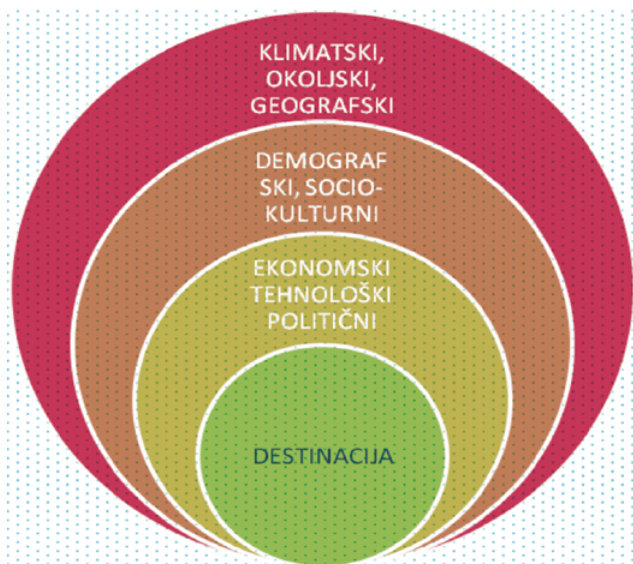 KLIMATSKI,
OKOLJSKI,
GEOGRAFSKI
DEMOGRAF
SKI, SOCIO-
KULTURNI
EKONOMSKI
TEHNOLOŠKI
POLITIČNI
DESTINACIJA